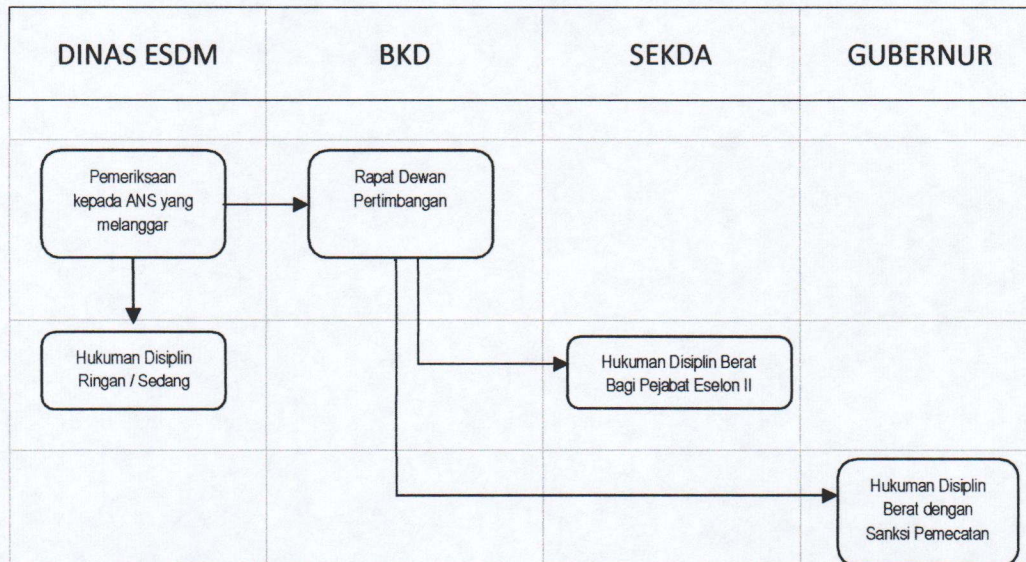 DINAS ESDM
BKD
SEKDA
GUBERNUR
Pemeriksaan
kepada ANS yang
melanggar
Rapat Dewan
Pertimbangan
Hukuman Disiplin
Ringan / Sedang
Hukuman Disiplin Berat
Bagi Pejabat Eselon II
Hukuman Disiplin
Berat dengan
Sanksi Pemecatan